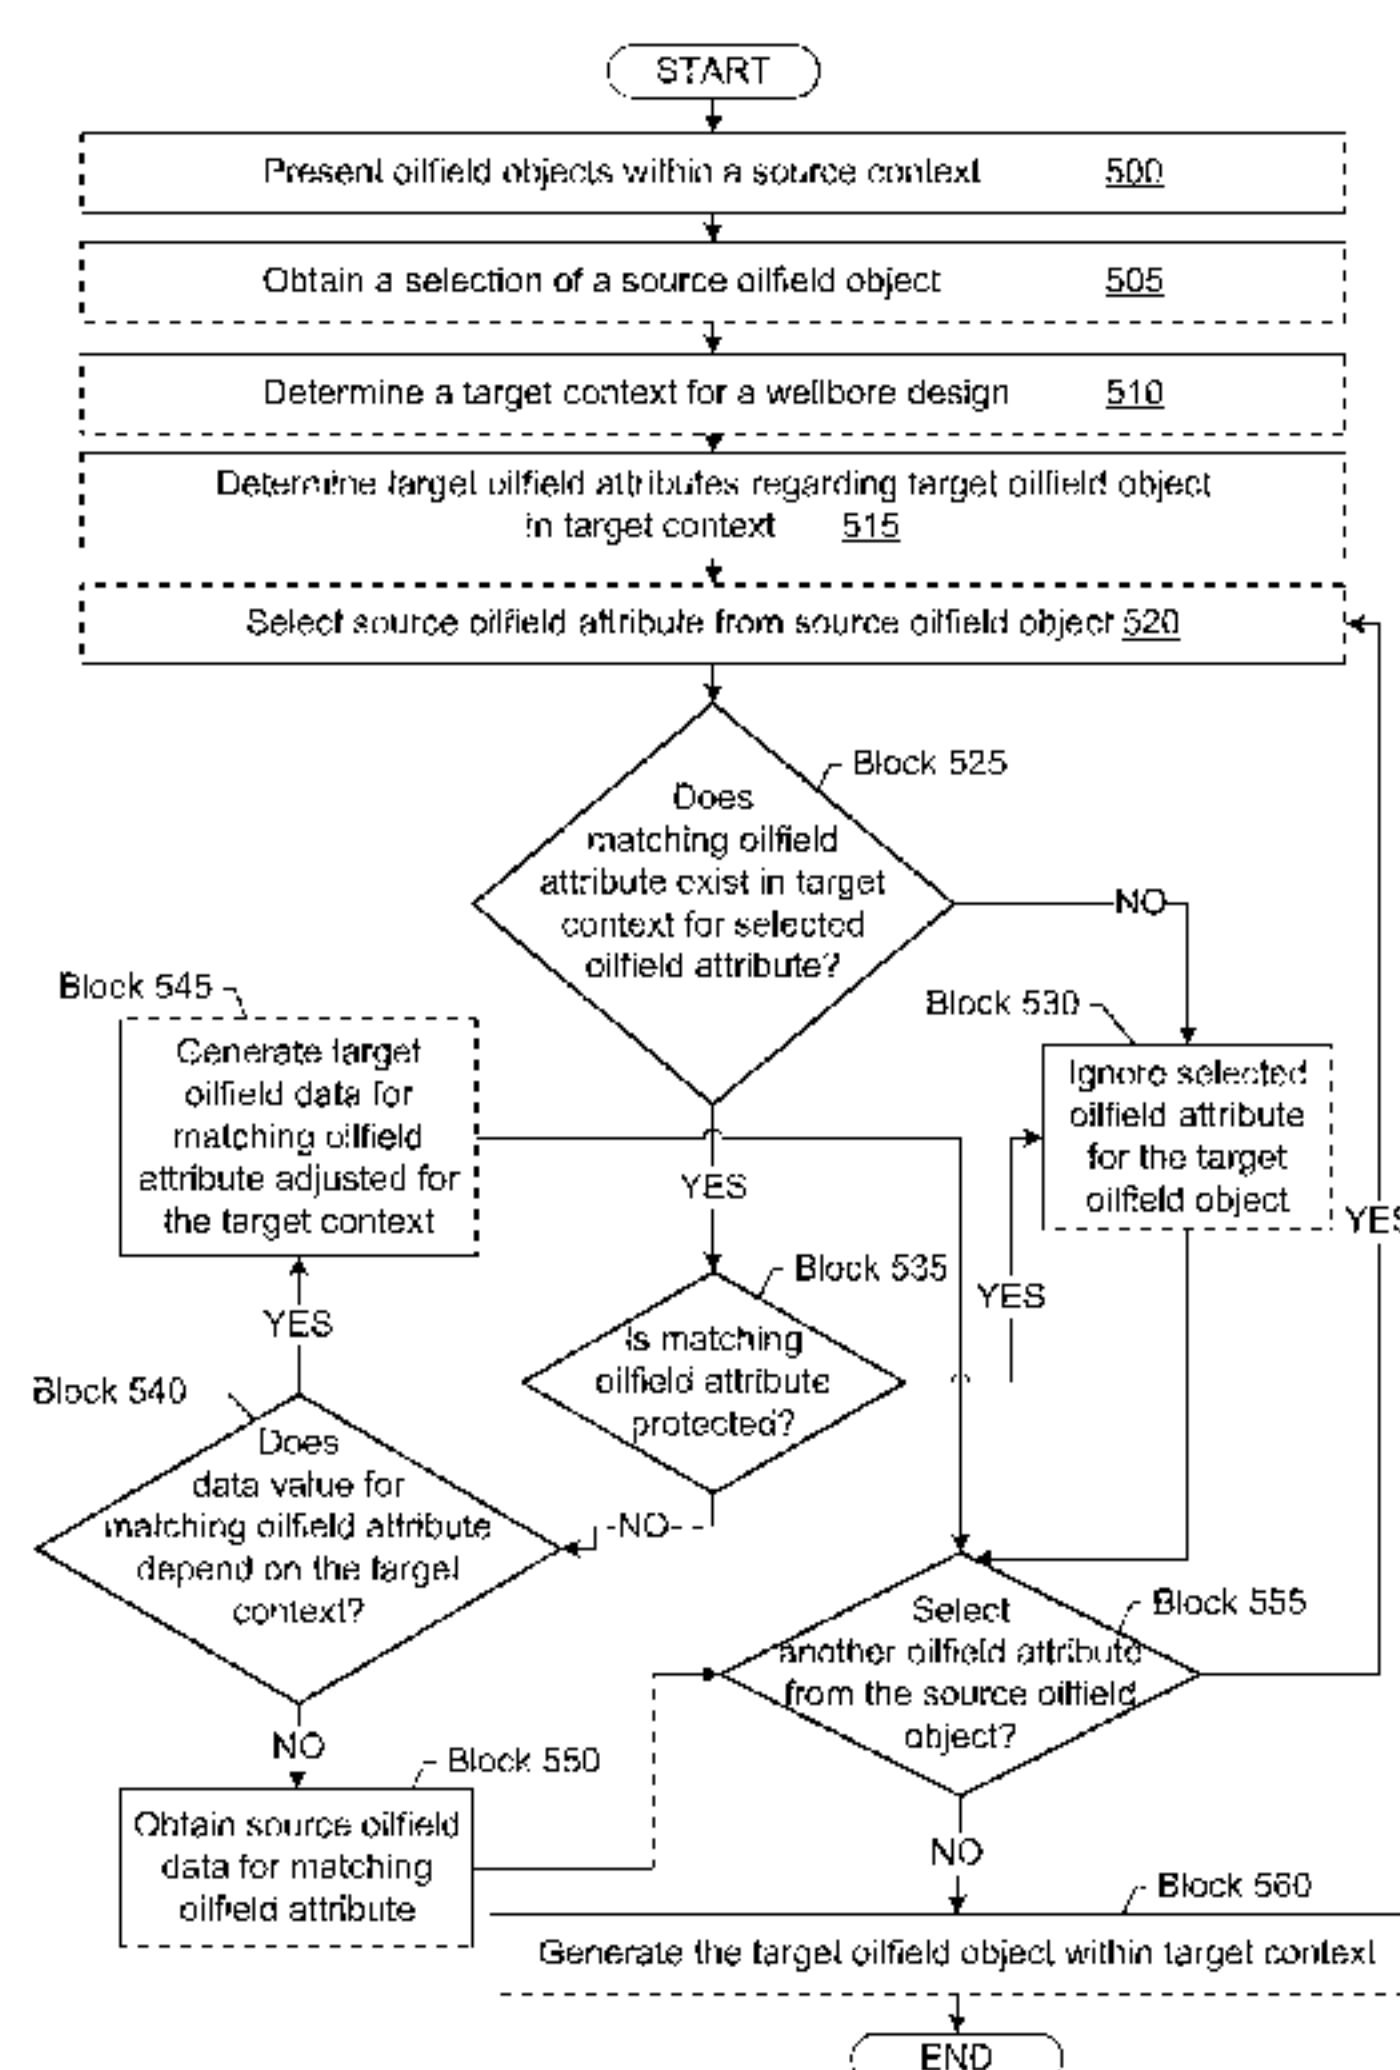 START
Present oilfield objects within a source context 500
Obtain a selection of a source oilfield object 505
Determine a target context for a wellbore design 510
Determine target oilfield attributes regarding target oilfield object
in target context 515
Select source oilfield attribute from source oilfield object 520
Block 525
Does
matching oilfield
attribute exist in target
context for selected
oilfield attribute?
NO
Block 530
Ignore selected
oilfield attribute
for the target
oilfield object
Block 545
Generate target
oilfield data for
matching oilfield
attribute adjusted for
the target context
YES
YES
Block 535
Is matching
oilfield attribute
protected?
YES
YES
Block 540
Does
data value for
matching oilfield attribute
depend on the target
context?
NO
Block 555
Select
another oilfield attribute
from the source oilfield
object?
NO
Block 550
Obtain source oilfield
data for matching
oilfield attribute
NO
Block 560
Generate the target oilfield object within target context
END